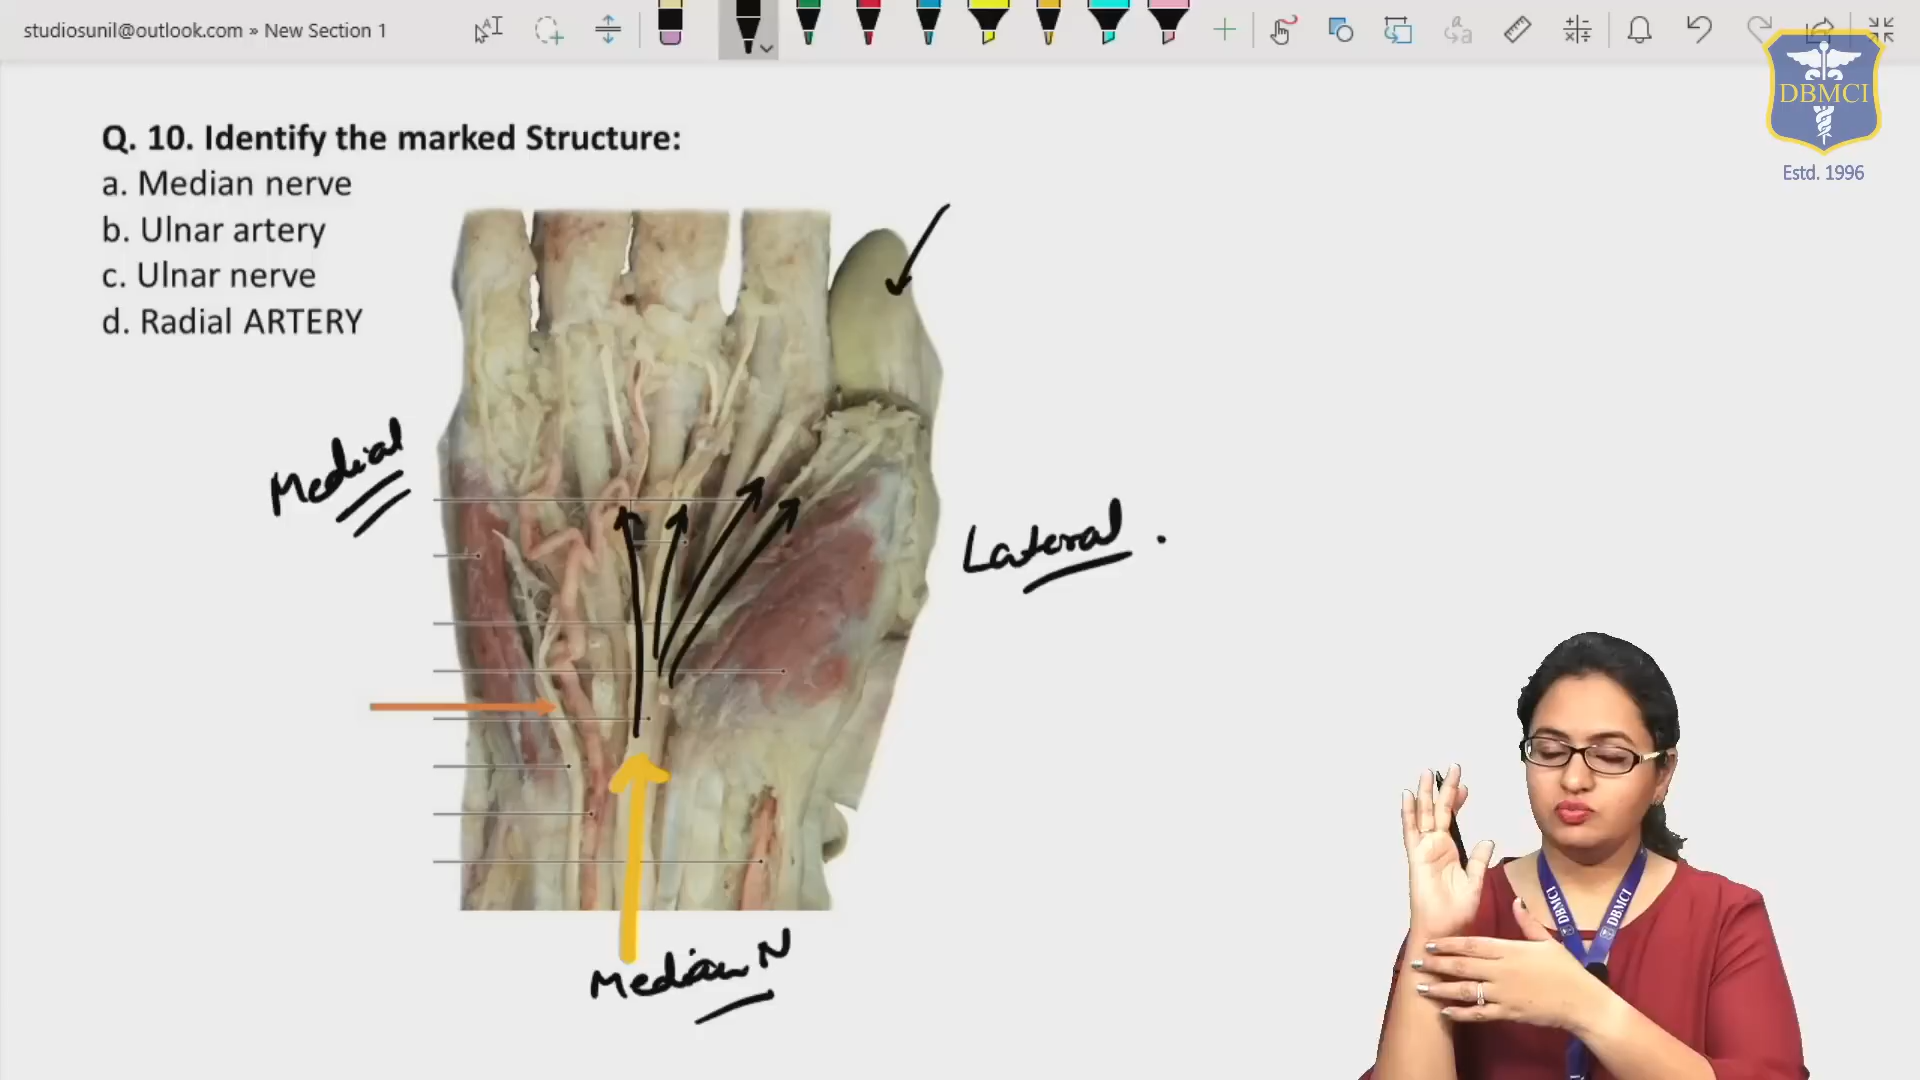 studiosunil@outlook.com » New Section 1
DBMCI
Estd. 1996
Q. 10. Identify the marked Structure:
a. Median nerve
b. Ulnar artery
c. Ulnar nerve
d. Radial ARTERY
Medial
Lateral .
Median N
DBMCI
DBMCI